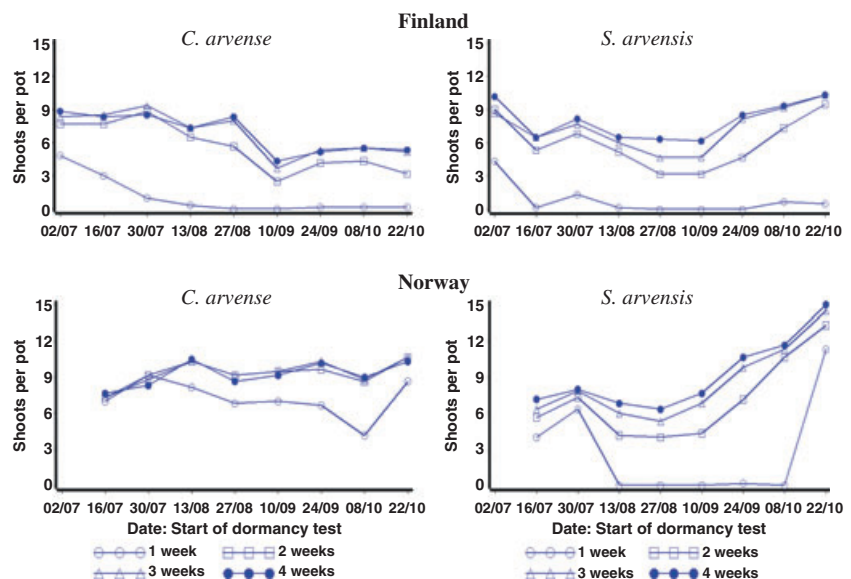 Finland
C. arvense
S. arvensis
Shoots per pot
15
12
9
6
3
0
02/07 16/07 30/07 13/08 27/08 10/09 24/09 08/10 22/10
Shoots per pot
15
12
9
6
3
0
02/07 16/07 30/07 13/08 27/08 10/09 24/09 08/10 22/10
Norway
C. arvense
S. arvensis
Shoots per pot
15
12
9
6
3
0
02/07 16/07 30/07 13/08 27/08 10/09 24/09 08/10 22/10
Date: Start of dormancy test
1 week 2 weeks
3 weeks 4 weeks
Shoots per pot
15
12
9
6
3
0
02/07 16/07 30/07 13/08 27/08 10/09 24/09 08/10 22/10
Date: Start of dormancy test
1 week 2 weeks
3 weeks 4 weeks